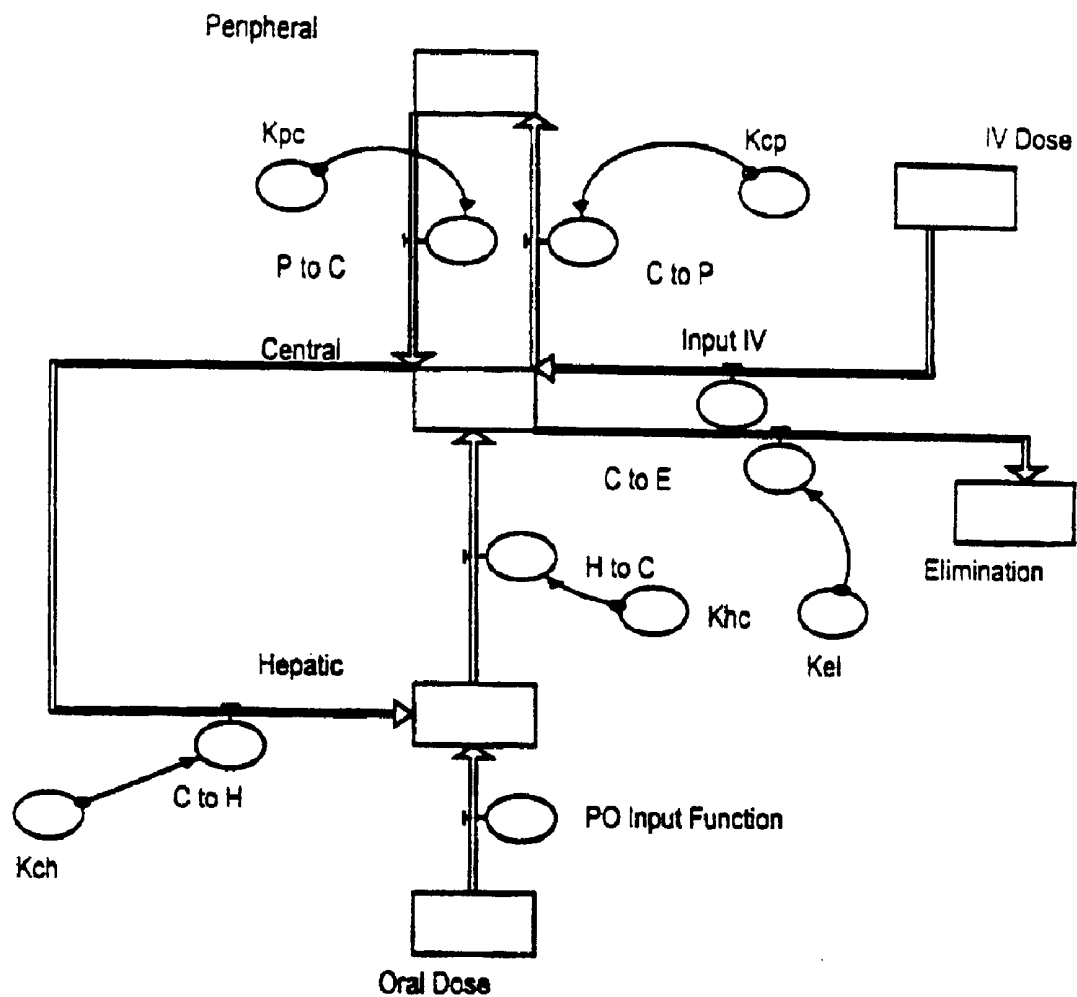 Penpheral
Kpc
Kcp
IV Dose
P to C
C to P
Central
Input IV
C to E
Elimination
H to C
Khc
Kel
Hepatic
C to H
Kch
PO Input Function
Oral Dose